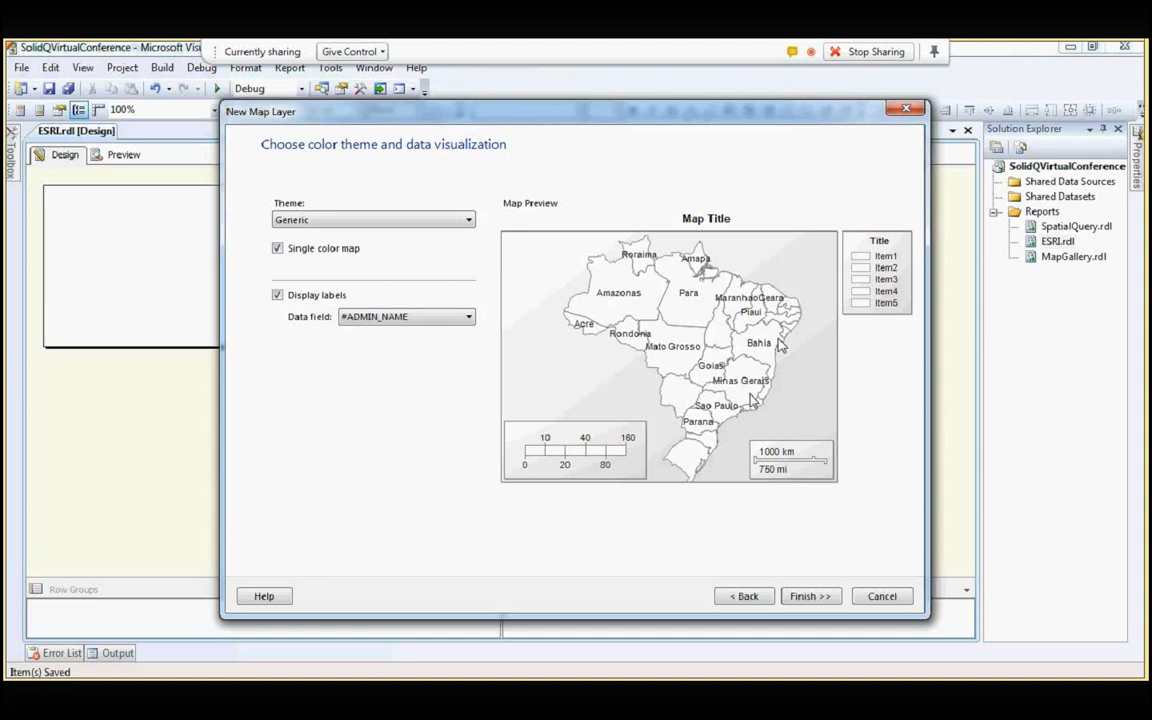 SolidQVirtualConference - Microsoft Visu
Currently sharing
Give Control
Stop Sharing
File Edit View Project Build Debug Format Report Tools Window Help
Debug
100%
New Map Layer
ESRI.rdl [Design]
Design
Preview
Choose color theme and data visualization
Theme:
Generic
Single color map
Display labels
Data field:
#ADMIN_NAME
Map Preview
Map Title
Roraima
Amapa
Amazonas
Para
Maranhao
Ceara
Piaui
Acre
Rondonia
Bahia
Mato Grosso
Goias
Minas Gerais
Sao Paulo
Parana
10 40 160
0 20 80
1000 km
750 mi
Title
Item1
Item2
Item3
Item4
Item5
Help
< Back
Finish >>
Cancel
Solution Explorer
SolidQVirtualConference
Shared Data Sources
Shared Datasets
Reports
SpatialQuery.rdl
ESRI.rdl
MapGallery.rdl
Properties
Toolbox
Row Groups
Error List
Output
Item(s) Saved